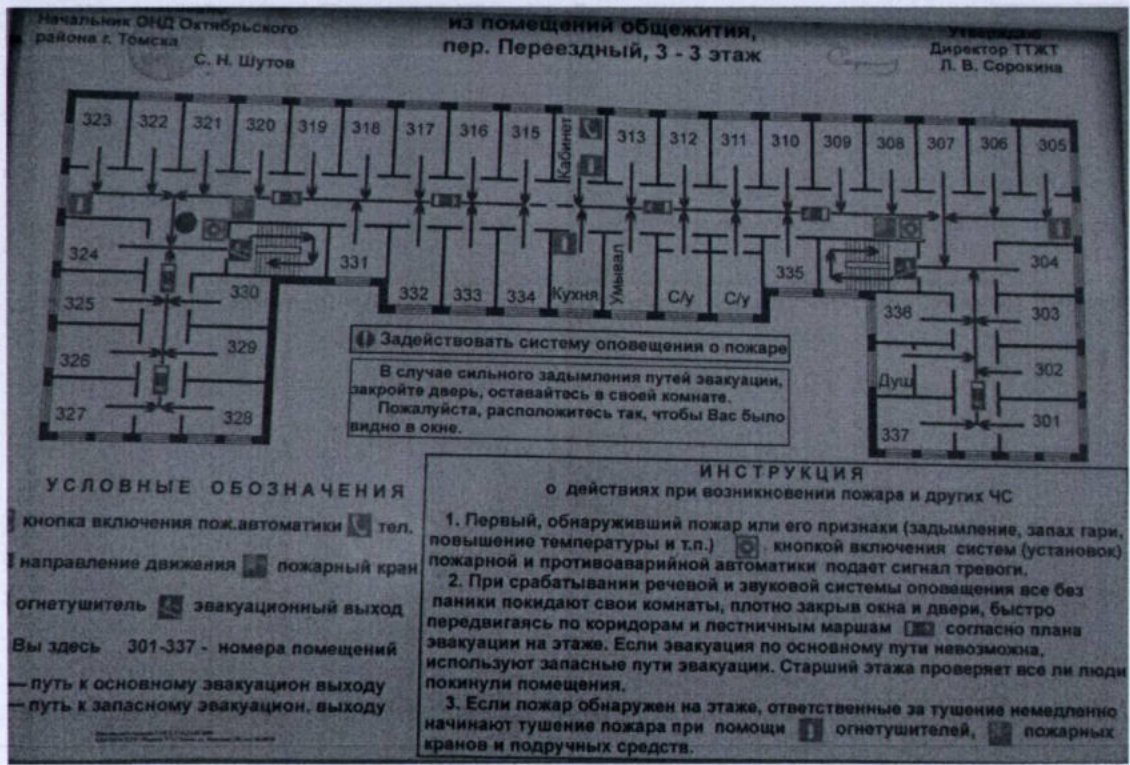 Начальник ОНД Октябрьского
района г. Томска
С. Н. Шутов
из помещений общежития,
пер. Переездный, 3 - 3 этаж
Утверждаю
Директор ТТЖТ
Л. В. Сорокина
323 322 321 320 319 318 317 316 315 Кабинет 313 312 311 310 309 308 307 306 305
324 331 335 304
325 330 332 333 334 Кухня Умывал С/у С/у 338 303
326 329 Душ 302
327 328 337 301
Задействовать систему оповещения о пожаре
В случае сильного задымления путей эвакуации,
закройте дверь, оставайтесь в своей комнате.
Пожалуйста, расположитесь так, чтобы Вас было
видно в окне.
УСЛОВНЫЕ ОБОЗНАЧЕНИЯ
кнопка включения пож.автоматики тел.
направление движения пожарный кран
огнетушитель эвакуационный выход
Вы здесь 301-337 - номера помещений
путь к основному эвакуацион выходу
путь к запасному эвакуацион. выходу
ИНСТРУКЦИЯ
о действиях при возникновении пожара и других ЧС
1. Первый, обнаруживший пожар или его признаки (задымление, запах гари,
повышение температуры и т.п.) кнопкой включения систем (установок)
пожарной и противоаварийной автоматики подает сигнал тревоги.
2. При срабатывании речевой и звуковой системы оповещения все без
паники покидают свои комнаты, плотно закрыв окна и двери, быстро
передвигаясь по коридорам и лестничным маршам согласно плана
эвакуации на этаже. Если эвакуация по основному пути невозможна,
используют запасные пути эвакуации. Старший этажа проверяет все ли люди
покинули помещения.
3. Если пожар обнаружен на этаже, ответственные за тушение немедленно
начинают тушение пожара при помощи огнетушителей, пожарных
кранов и подручных средств.